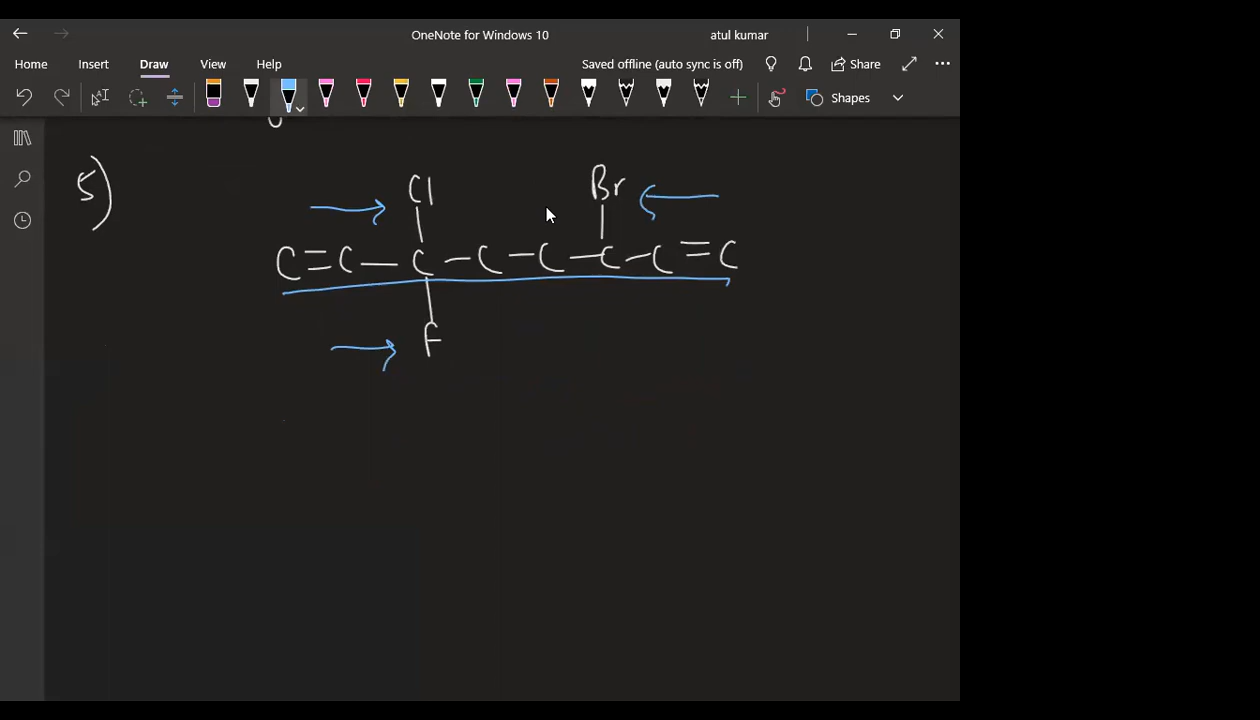 OneNote for Windows 10
atul kumar
Home Insert Draw View Help
Saved offline (auto sync is off)
Share
Shapes
5)
Cl Br
C=C—C-C-C-C-C=C
F